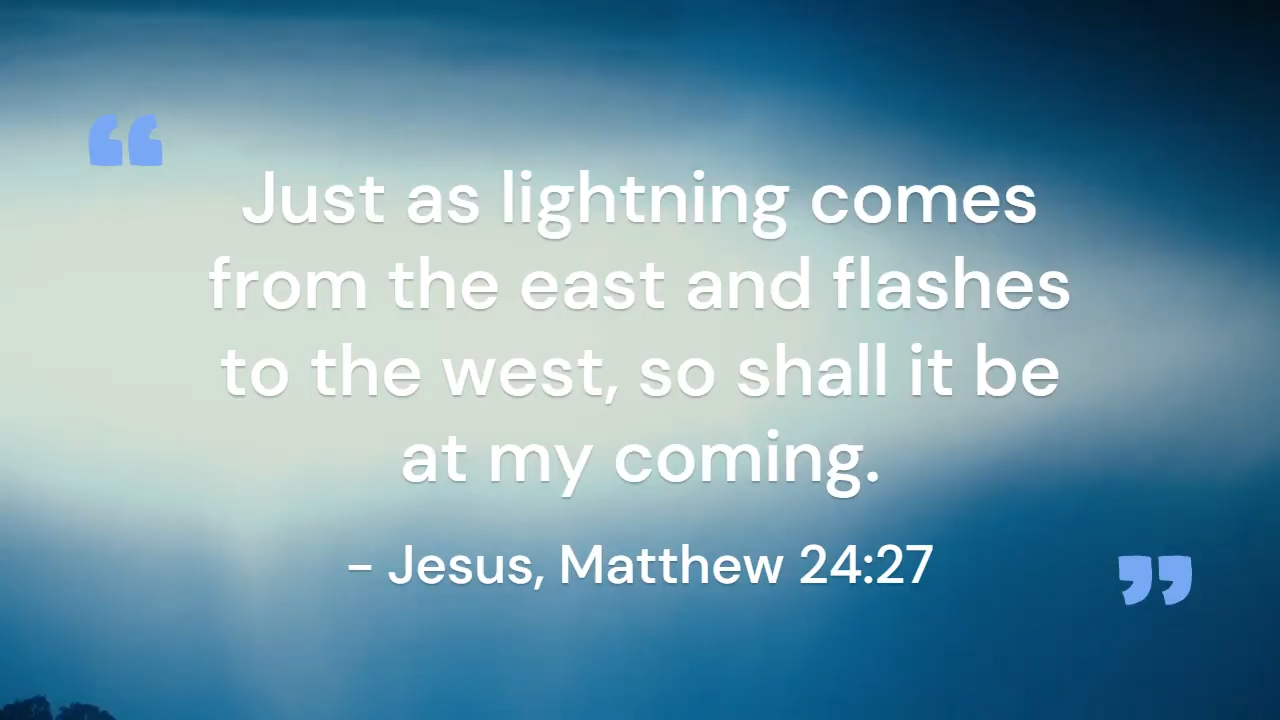 “
Just as lightning comes
from the east and flashes
to the west, so shall it be
at my coming.
– Jesus, Matthew 24:27
”